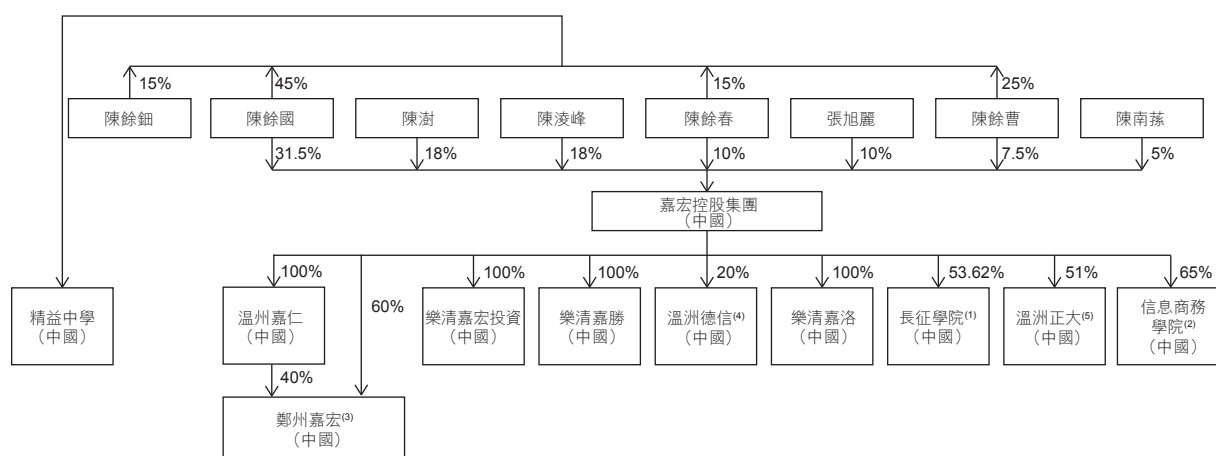 15%
45%
15%
25%
陳餘鈿
陳餘國
陳澍
陳淩峰
陳餘春
張旭麗
陳餘曹
陳南蓀
31.5%
18%
18%
10%
10%
7.5%
5%
嘉宏控股集團
（中國）
100%
60%
100%
100%
20%
100%
53.62%
51%
65%
精益中學
（中國）
温州嘉仁
（中國）
樂清嘉宏投資
（中國）
樂清嘉勝
（中國）
溫洲德信(4)
（中國）
樂清嘉洛
（中國）
長征學院(1)
（中國）
溫洲正大(5)
（中國）
信息商務
學院(2)
（中國）
40%
鄭州嘉宏(3)
（中國）